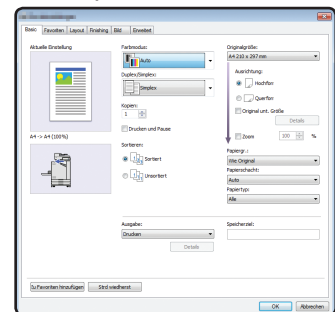 Basic Favoriten Layout Finishing Bild Erweitert
Aktuelle Einstellung
A4 -> A4 (100%)
Farbmodus:
Auto
Duplex/Simplex:
Simplex
Kopien:
1
Drucken und Pause
Sortieren:
Sortiert
Unsortiert
Ausgabe:
Drucken
Details
Originalgröße:
A4 210 x 297 mm
Ausrichtung:
Hochfor
Querfor
Original unt. Größe
Details
Zoom 100 %
Papiergr.:
Wie Original
Papierschacht:
Auto
Papiertyp:
Alle
Speicherziel:
Zu Favoriten hinzufügen Strd wiedherst
OK Abbrechen